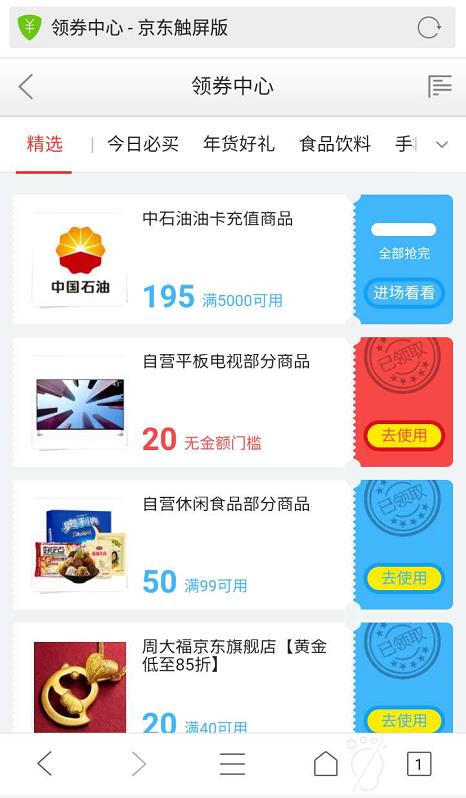 领券中心 - 京东触屏版
领券中心
精选 | 今日必买 年货好礼 食品饮料 手
中石油油卡充值商品
中国石油
195 满5000可用
全部抢完
进场看看
自营平板电视部分商品
20 无金额门槛
已领取
去使用
自营休闲食品部分商品
奥利奥
50 满99可用
已领取
去使用
周大福京东旗舰店【黄金
低至85折】
20 满40可用
已领取
去使用
1